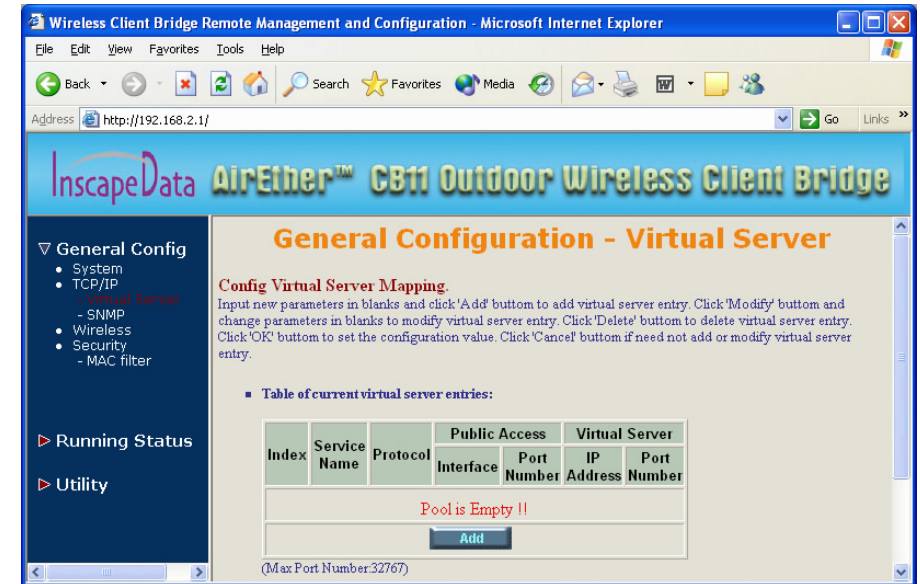 Wireless Client Bridge Remote Management and Configuration - Microsoft Internet Explorer
File Edit View Favorites Tools Help
Back Search Favorites Media
Address http://192.168.2.1/ Go Links »
InscapeData AirEther™ CB11 Outdoor Wireless Client Bridge
General Config
• System
• TCP/IP
- Virtual Server
- SNMP
• Wireless
• Security
- MAC filter
Running Status
Utility
General Configuration - Virtual Server
Config Virtual Server Mapping.
Input new parameters in blanks and click 'Add' buttom to add virtual server entry. Click 'Modify' buttom and
change parameters in blanks to modify virtual server entry. Click 'Delete' buttom to delete virtual server entry.
Click 'OK' buttom to set the configuration value. Click 'Cancel' buttom if need not add or modify virtual server
entry.
Table of current virtual server entries:
Public Access Virtual Server
Index Service Name Protocol Interface Port Number IP Address Port Number
Pool is Empty !!
Add
(Max Port Number:32767)